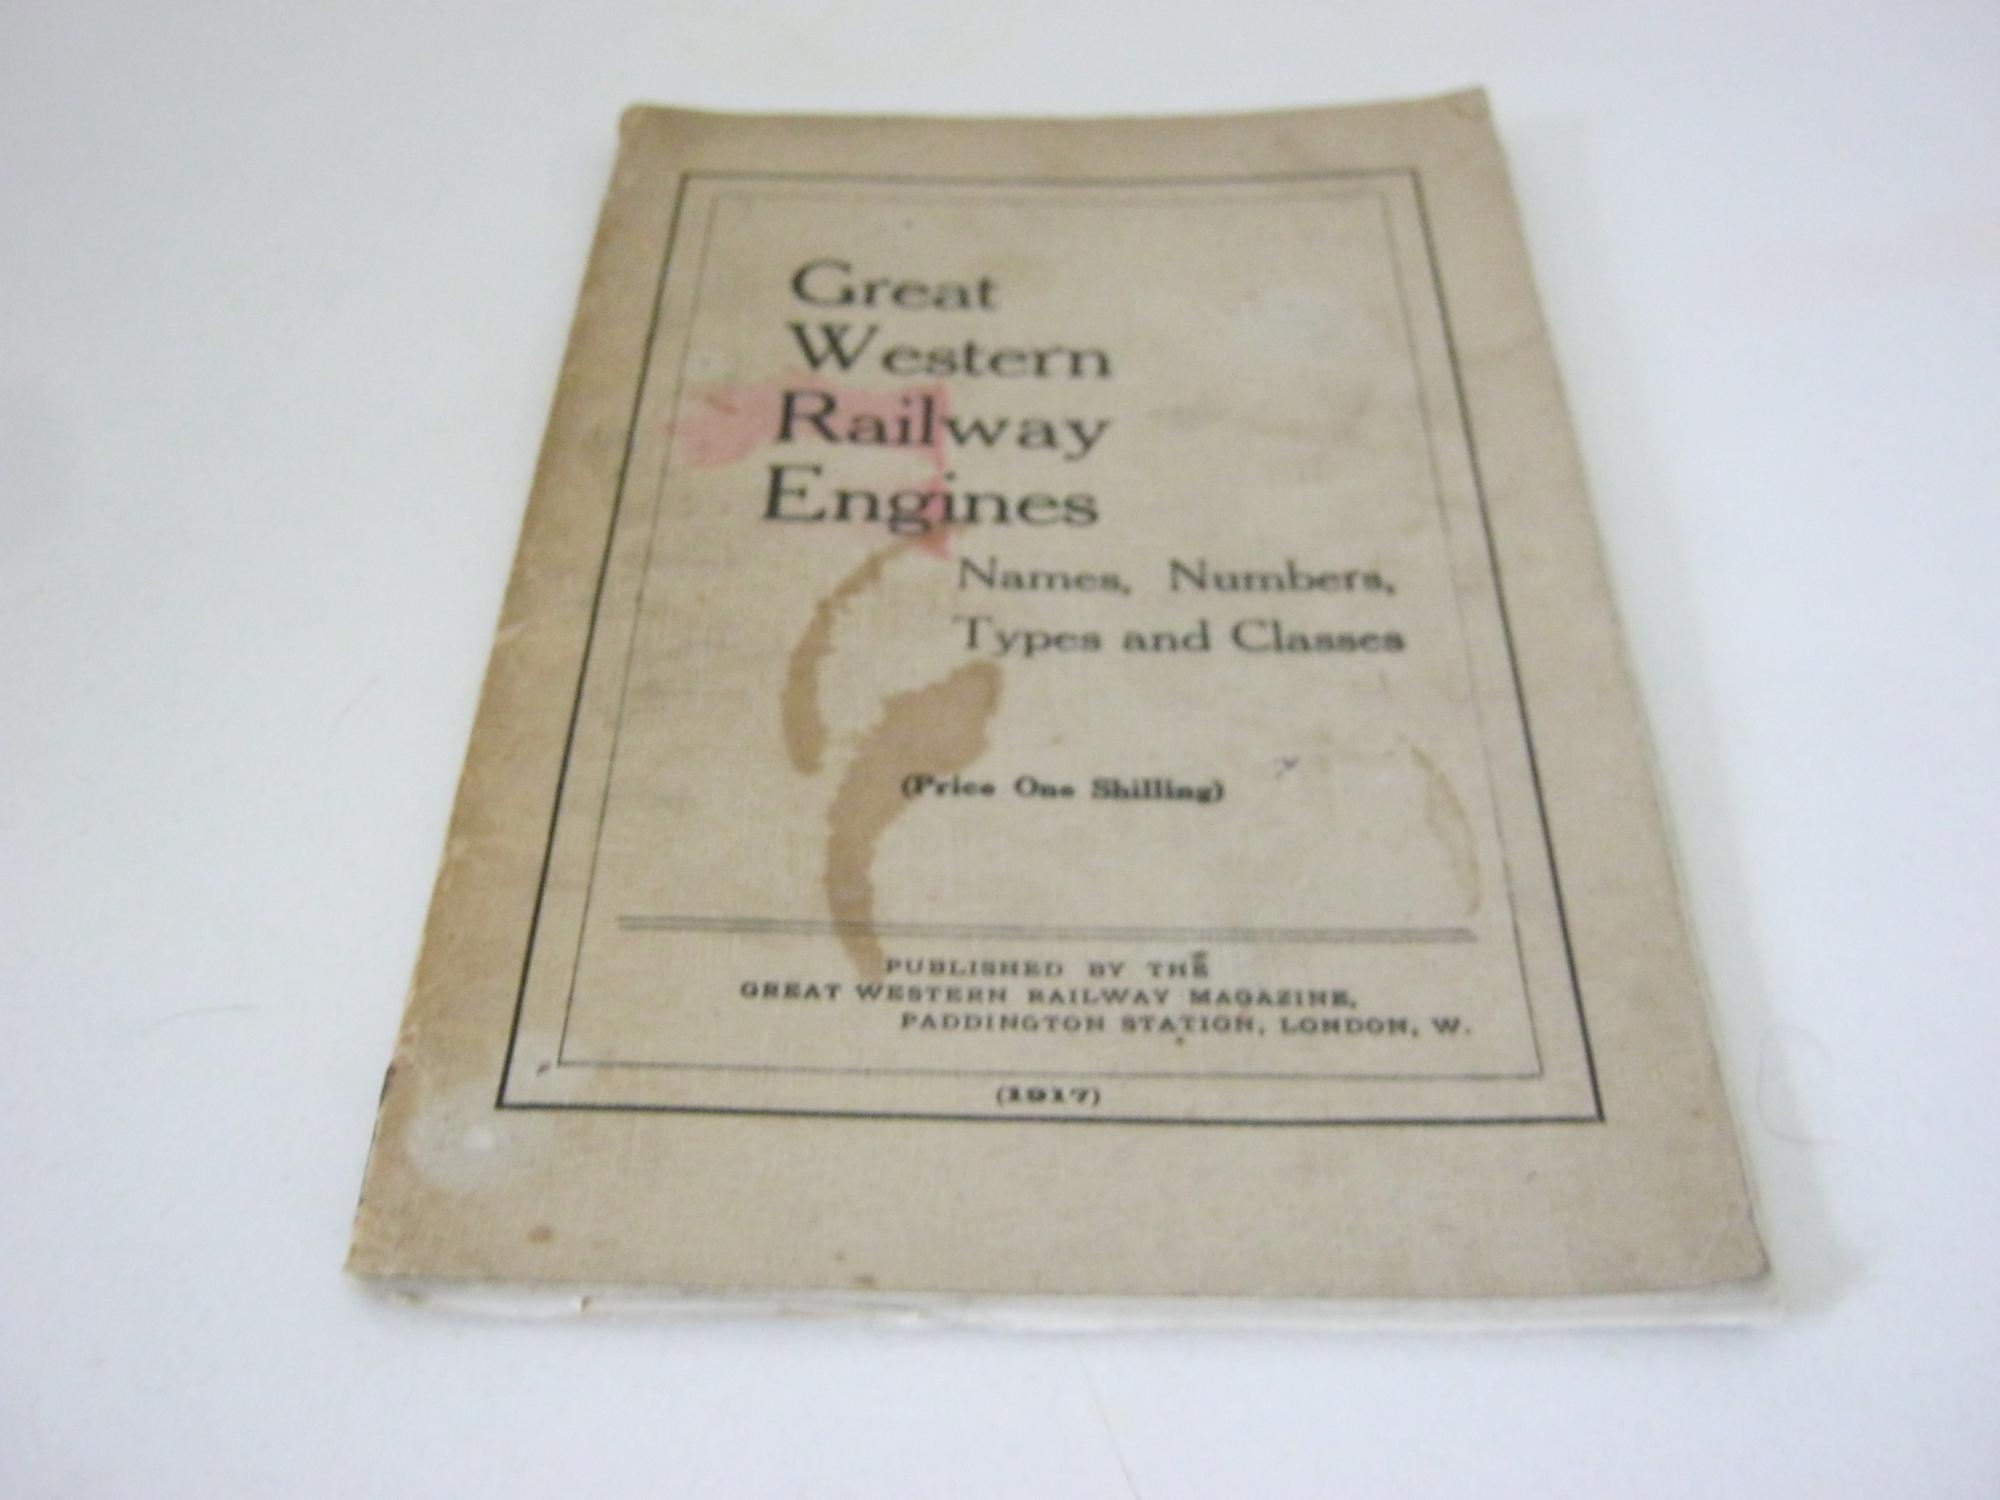 Great
Western
Railway
Engines
Names, Numbers,
Types and Classes
(Price One Shilling)
PUBLISHED BY THE
GREAT WESTERN RAILWAY MAGAZINE,
PADDINGTON STATION, LONDON, W.
(1917)